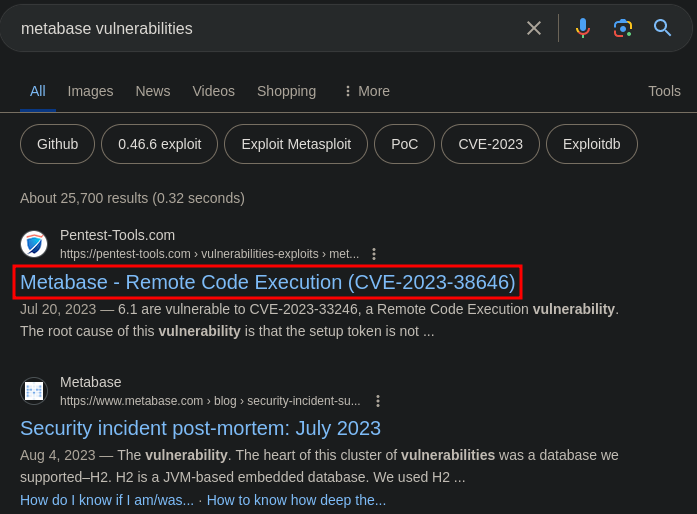 metabase vulnerabilities
All Images News Videos Shopping More Tools
Github 0.46.6 exploit Exploit Metasploit PoC CVE-2023 Exploitdb
About 25,700 results (0.32 seconds)
Pentest-Tools.com
https://pentest-tools.com › vulnerabilities-exploits › met...
Metabase - Remote Code Execution (CVE-2023-38646)
Jul 20, 2023 — 6.1 are vulnerable to CVE-2023-33246, a Remote Code Execution vulnerability.
The root cause of this vulnerability is that the setup token is not ...
Metabase
https://www.metabase.com › blog › security-incident-su...
Security incident post-mortem: July 2023
Aug 4, 2023 — The vulnerability. The heart of this cluster of vulnerabilities was a database we
supported–H2. H2 is a JVM-based embedded database. We used H2 ...
How do I know if I am/was... · How to know how deep the...